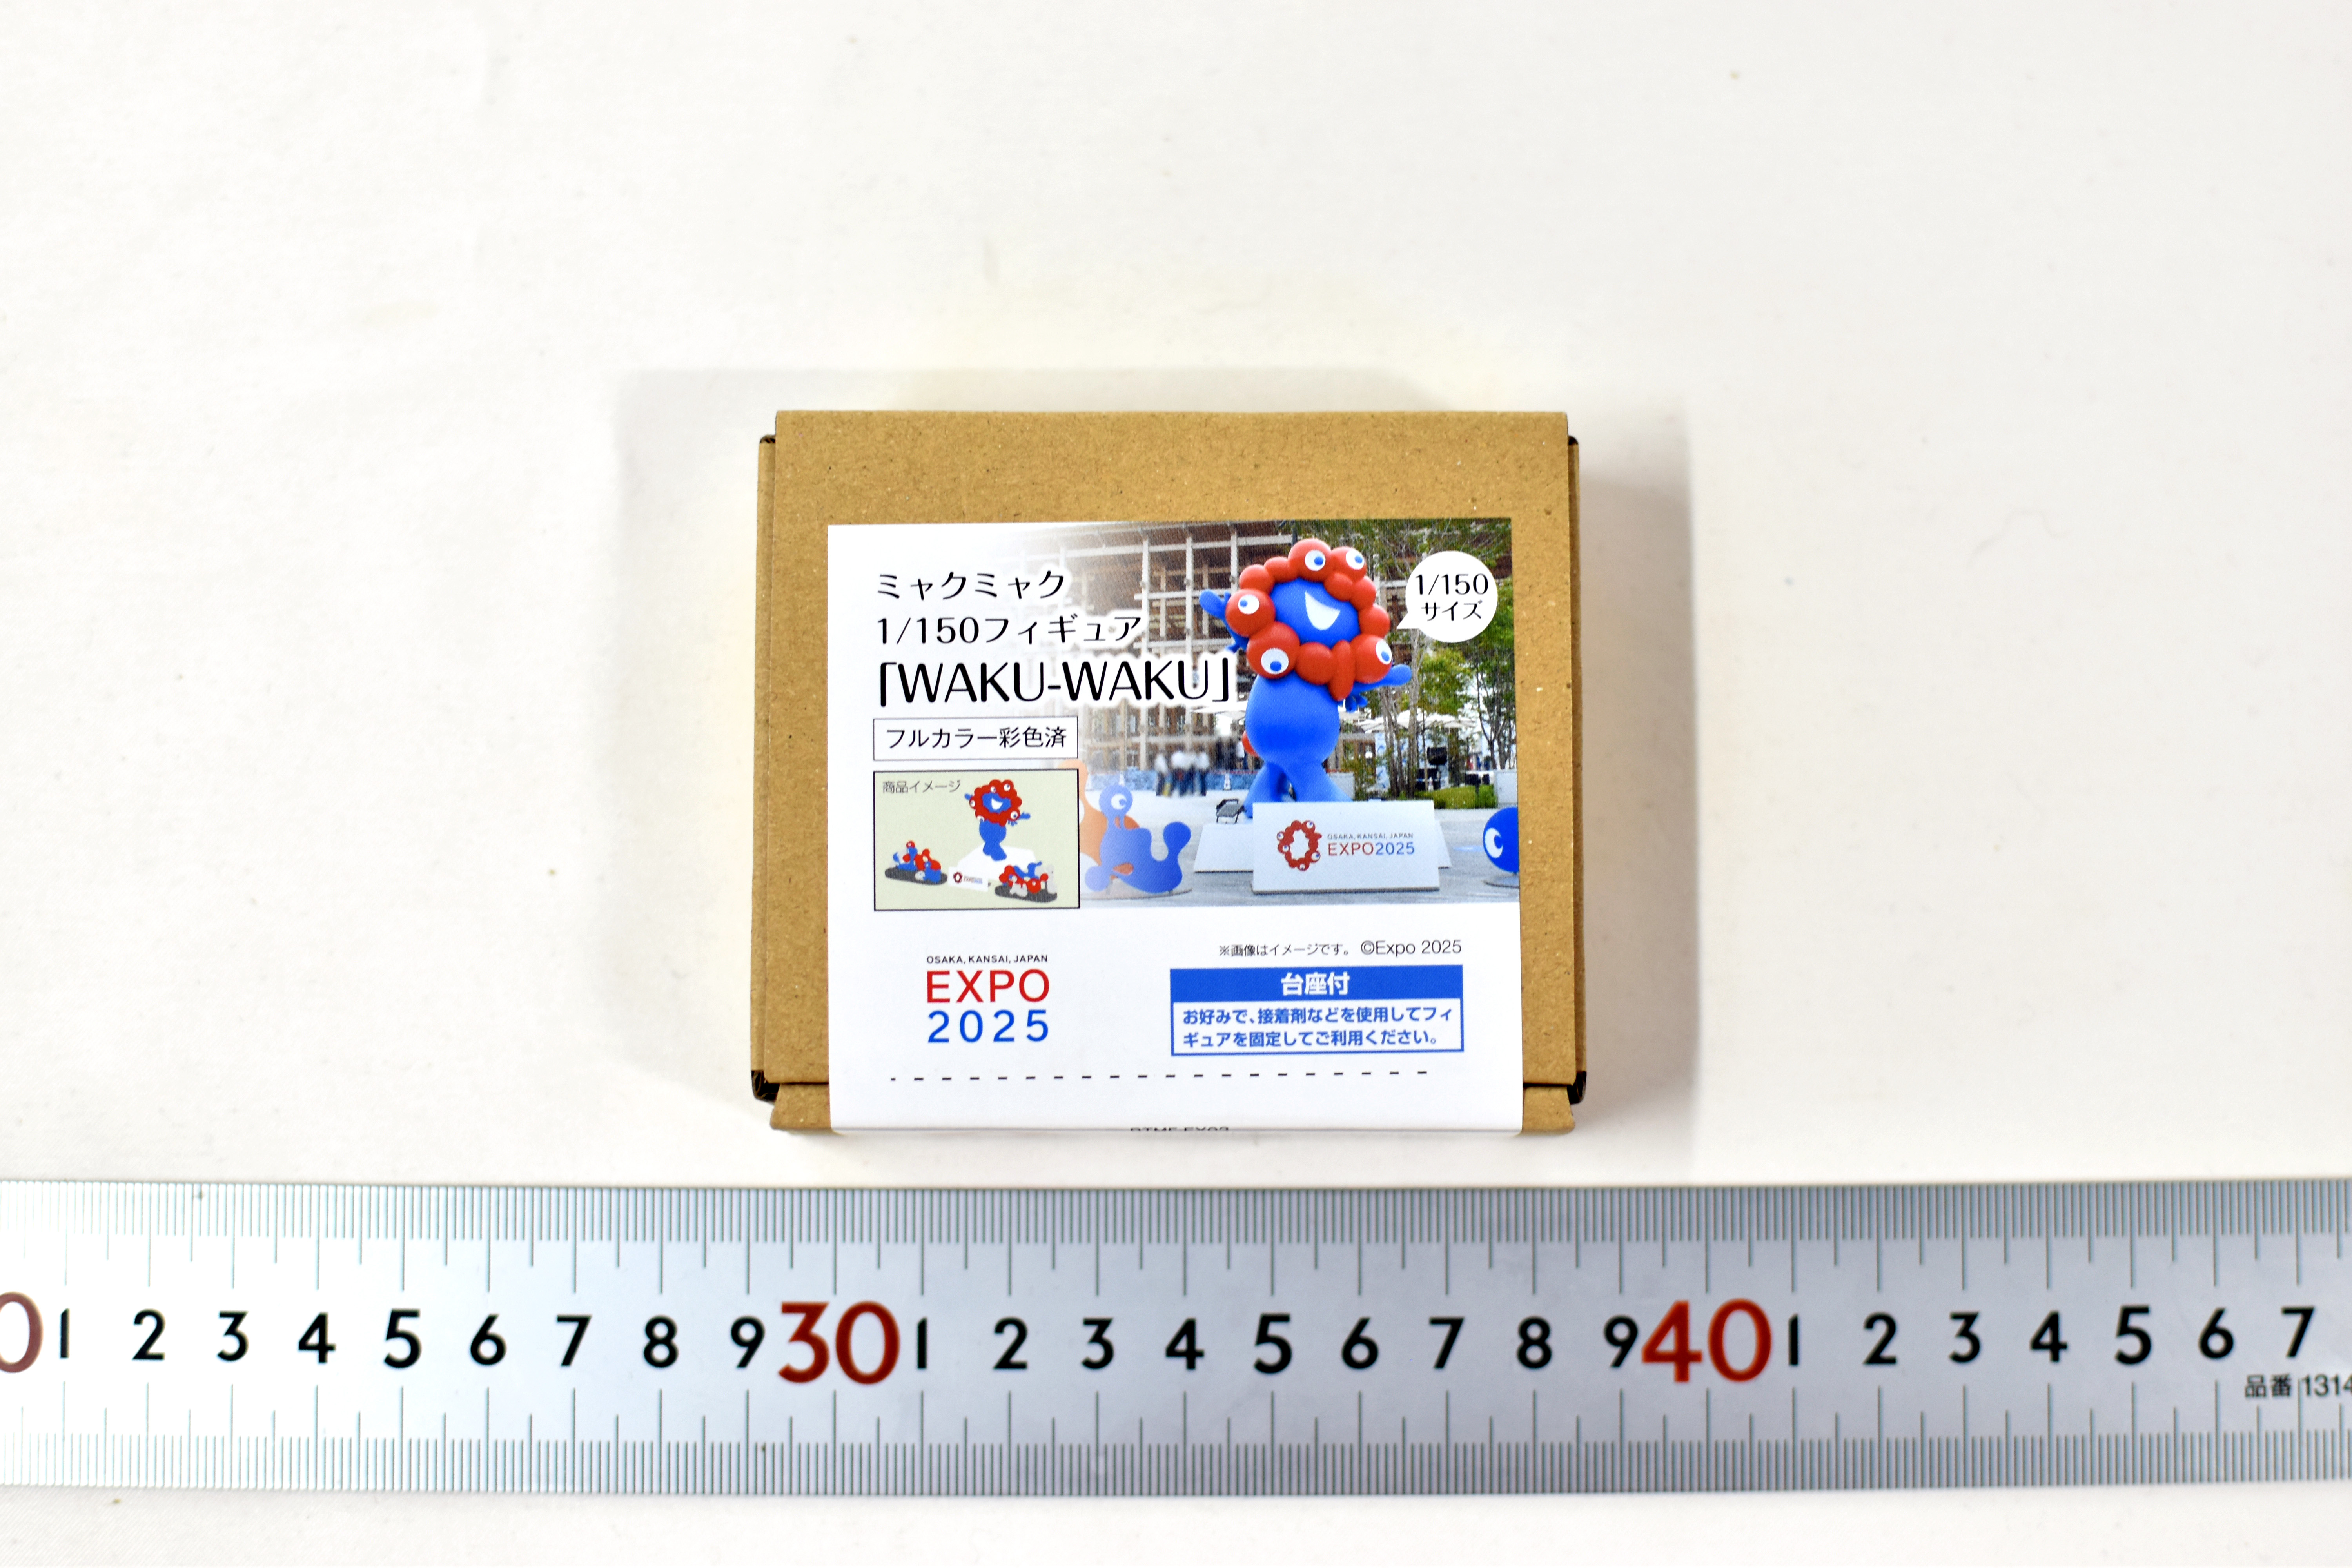 ミャクミャク
1/150フィギュア
「WAKU-WAKU」
フルカラー彩色済
商品イメージ
1/150
サイズ
OSAKA, KANSAI, JAPAN
EXPO2025
※画像はイメージです。 ©Expo 2025
OSAKA, KANSAI, JAPAN
EXPO
2025
台座付
お好みで、接着剤などを使用してフィ
ギュアを固定してご利用ください。
0 1 2 3 4 5 6 7 8 9 30 1 2 3 4 5 6 7 8 9 40 1 2 3 4 5 6 7
品番 1314